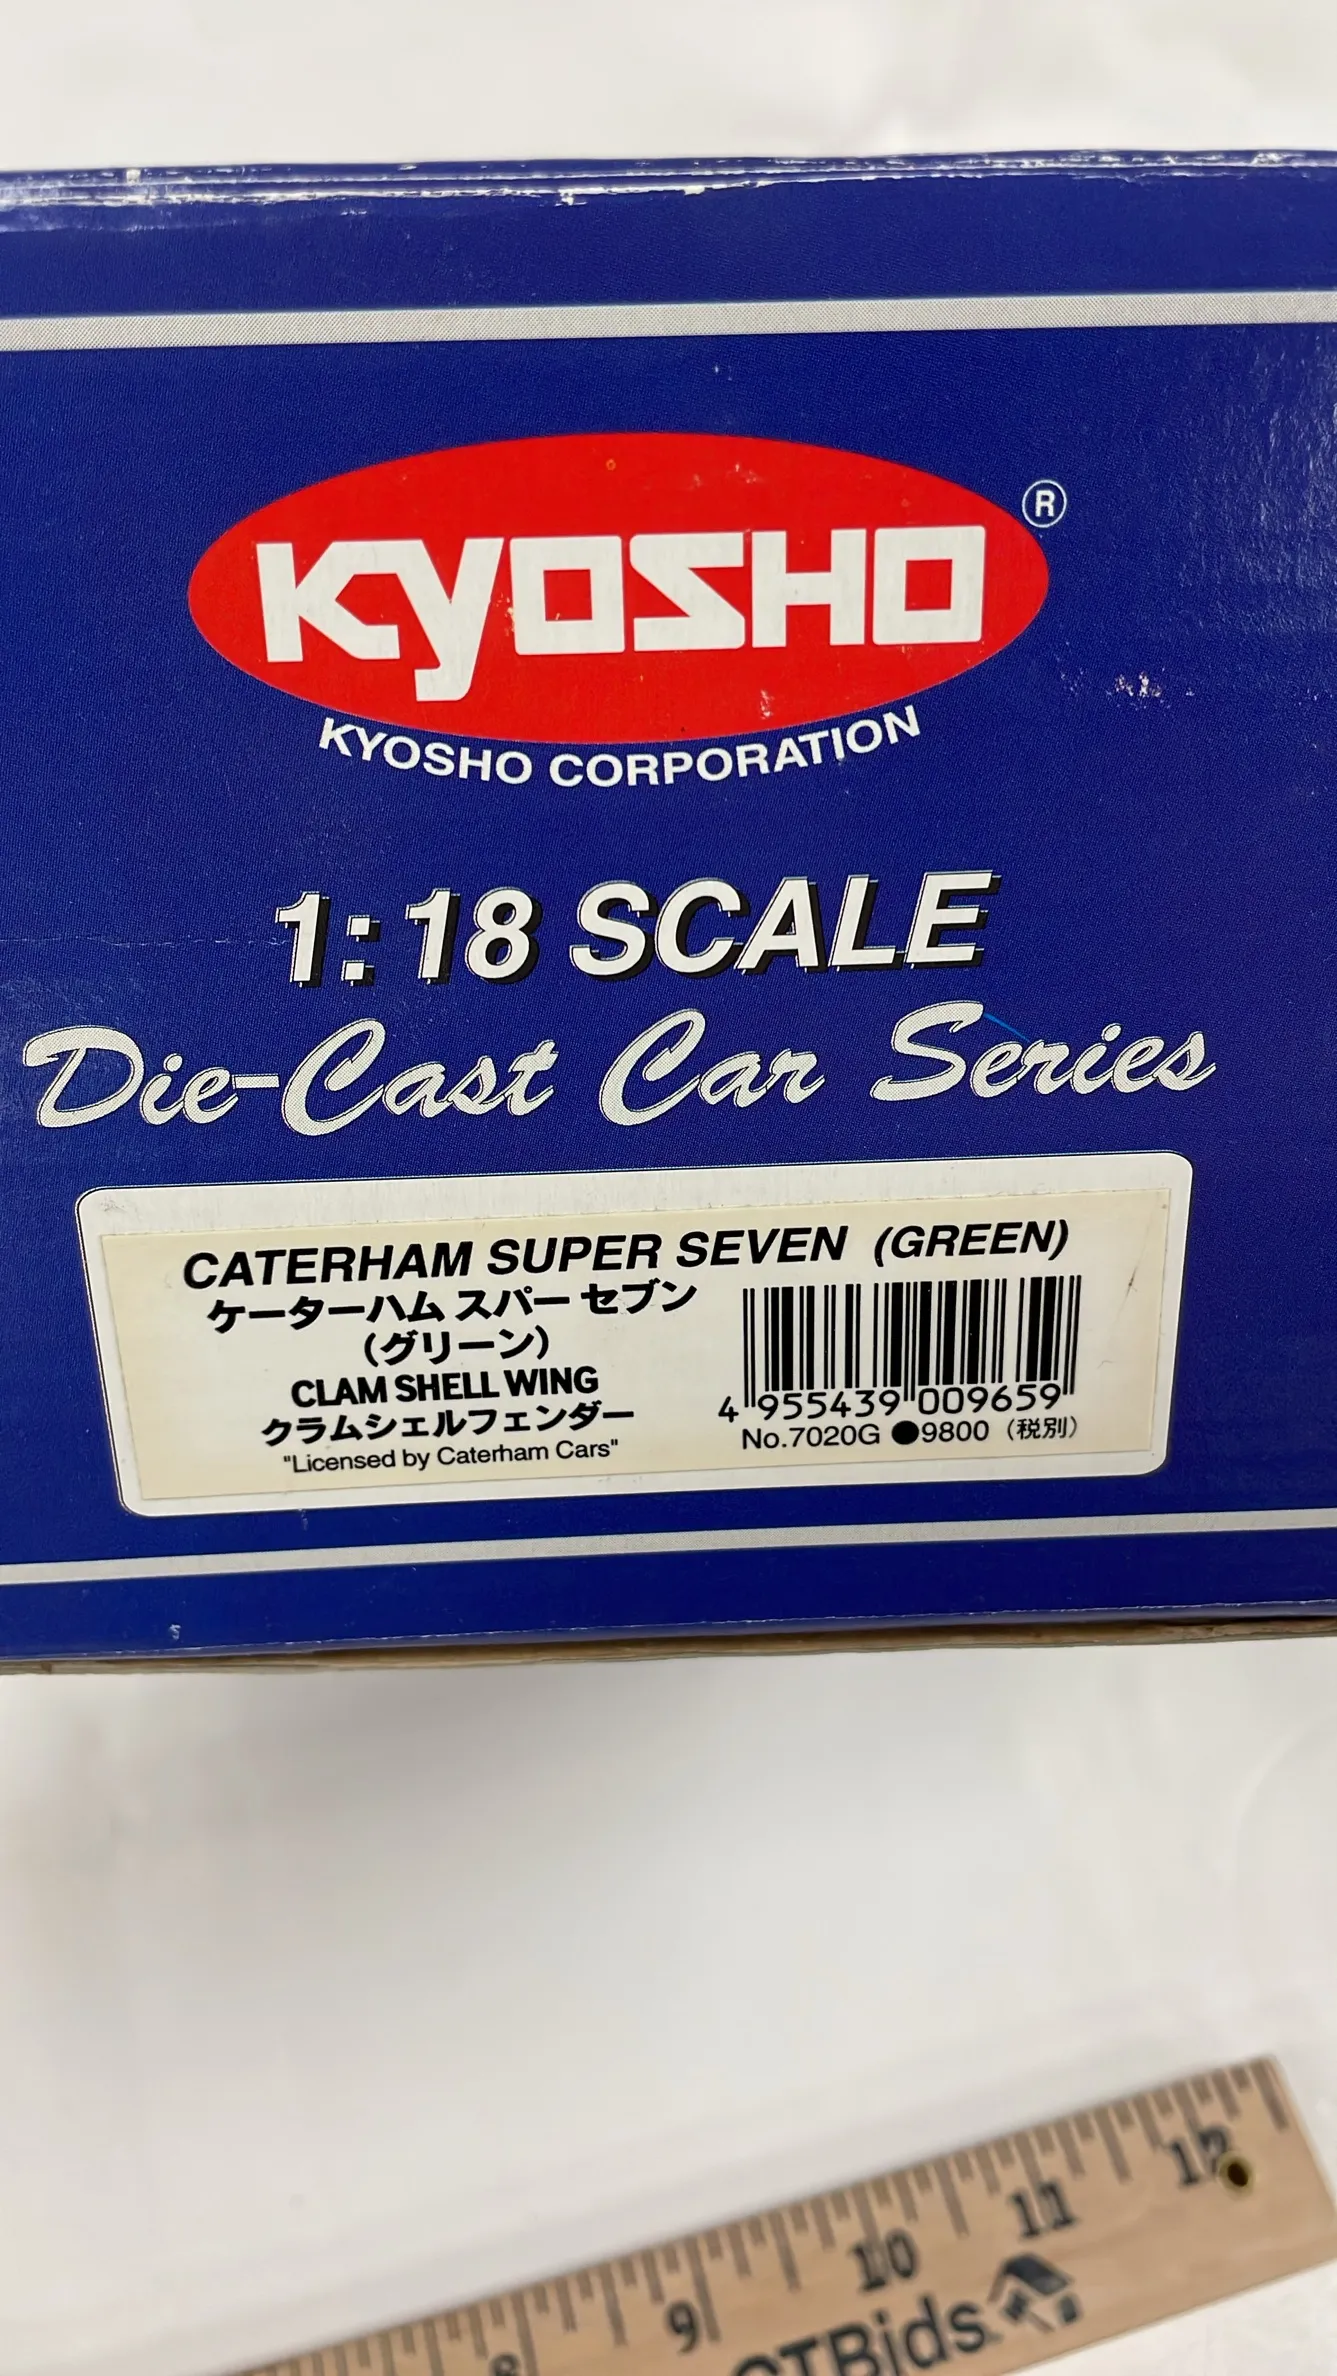 KYOSHO ®
KYOSHO CORPORATION
1:18 SCALE
Die-Cast Car Series
CATERHAM SUPER SEVEN (GREEN)
ケーターハム スパー セブン
(グリーン)
CLAM SHELL WING
クラムシェルフェンダー
"Licensed by Caterham Cars"
4 955439 009659
No.7020G ●9800 (税別)
8 9 10 11 12
CTBids